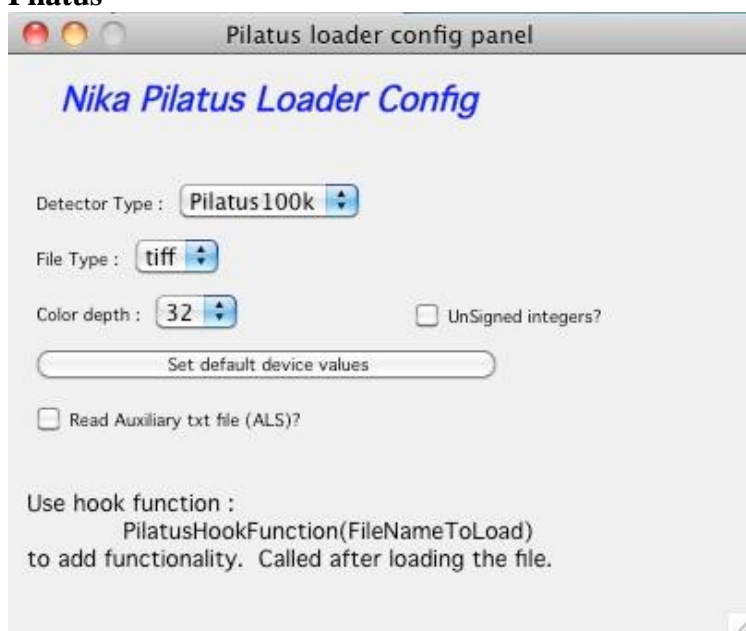 Pilatus
Pilatus loader config panel
Nika Pilatus Loader Config
Detector Type : Pilatus100k
File Type : tiff
Color depth : 32
UnSigned integers?
Set default device values
Read Auxiliary txt file (ALS)?
Use hook function :
PilatusHookFunction(FileNameToLoad)
to add functionality. Called after loading the file.